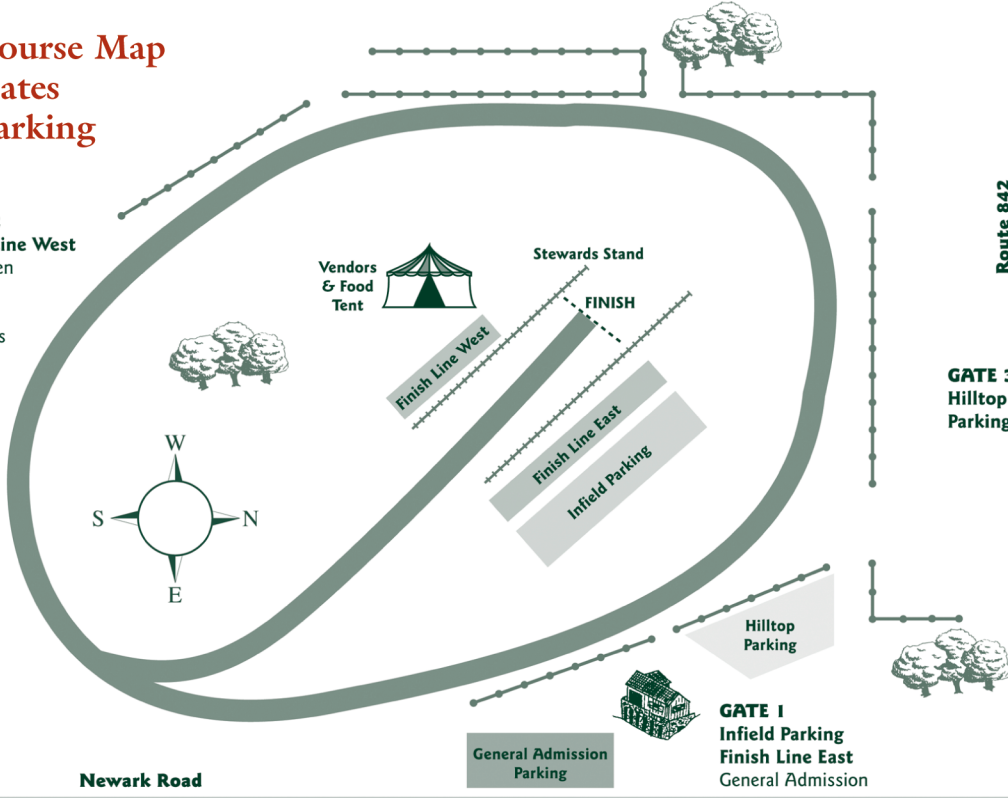 ourse Map
ates
arking
ine West
en
s
Vendors
& Food
Tent
Stewards Stand
FINISH
Finish Line West
Finish Line East
Infield Parking
W
S
N
E
Route 842
GATE 3
Hilltop
Parking
Hilltop
Parking
GATE 1
Infield Parking
Finish Line East
General Admission
General Admission
Parking
Newark Road